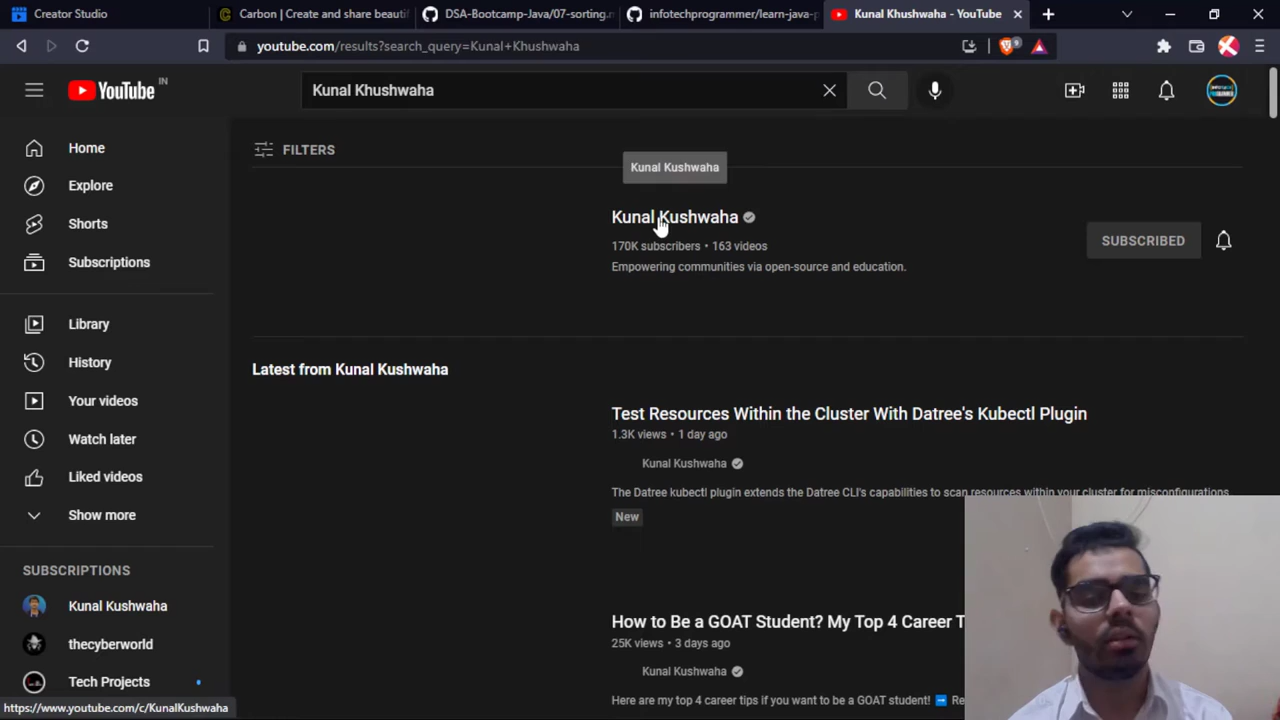 Creator Studio
Carbon | Create and share beautif
DSA-Bootcamp-Java/07-sorting.m
infotechprogrammer/learn-java-p
Kunal Khushwaha - YouTube
youtube.com/results?search_query=Kunal+Khushwaha
9
YouTube IN
Kunal Khushwaha
Home
Explore
Shorts
Subscriptions
Library
History
Your videos
Watch later
Liked videos
Show more
SUBSCRIPTIONS
Kunal Kushwaha
thecyberworld
Tech Projects
https://www.youtube.com/c/KunalKushwaha
FILTERS
Kunal Kushwaha
Kunal Kushwaha
170K subscribers • 163 videos
Empowering communities via open-source and education.
SUBSCRIBED
Latest from Kunal Kushwaha
Test Resources Within the Cluster With Datree's Kubectl Plugin
1.3K views • 1 day ago
Kunal Kushwaha
The Datree kubectl plugin extends the Datree CLI's capabilities to scan resources within your cluster for misconfigurations
New
How to Be a GOAT Student? My Top 4 Career T
25K views • 3 days ago
Kunal Kushwaha
Here are my top 4 career tips if you want to be a GOAT student! ➡ Re